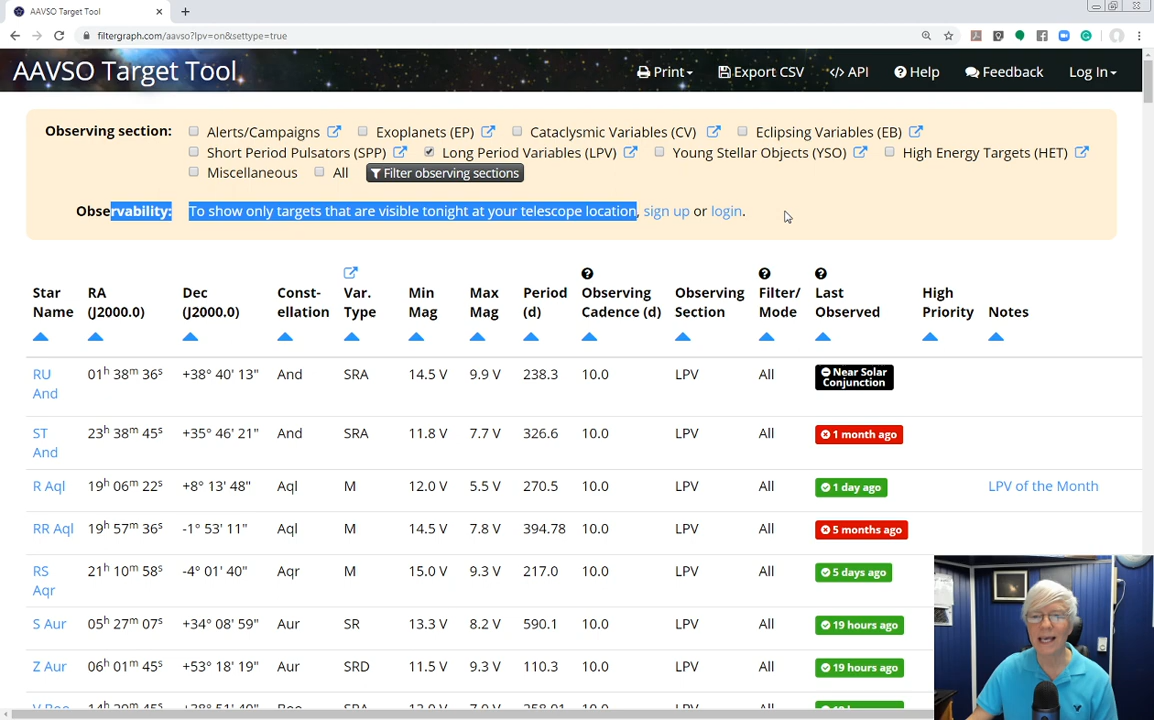 AAVSO Target Tool
filtergraph.com/aavso?lpv=on&settype=true
AAVSO Target Tool
Print
Export CSV
</> API
Help
Feedback
Log In
Observing section:
Alerts/Campaigns
Exoplanets (EP)
Cataclysmic Variables (CV)
Eclipsing Variables (EB)
Short Period Pulsators (SPP)
Long Period Variables (LPV)
Young Stellar Objects (YSO)
High Energy Targets (HET)
Miscellaneous
All
Filter observing sections
Observability: To show only targets that are visible tonight at your telescope location, sign up or login.
Star Name
RA (J2000.0)
Dec (J2000.0)
Const-ellation
Var. Type
Min Mag
Max Mag
Period (d)
Observing Cadence (d)
Observing Section
Filter/ Mode
Last Observed
High Priority
Notes
RU And 01h 38m 36s +38° 40' 13" And SRA 14.5 V 9.9 V 238.3 10.0 LPV All Near Solar Conjunction
ST And 23h 38m 45s +35° 46' 21" And SRA 11.8 V 7.7 V 326.6 10.0 LPV All 1 month ago
R Aql 19h 06m 22s +8° 13' 48" Aql M 12.0 V 5.5 V 270.5 10.0 LPV All 1 day ago LPV of the Month
RR Aql 19h 57m 36s -1° 53' 11" Aql M 14.5 V 7.8 V 394.78 10.0 LPV All 5 months ago
RS Aqr 21h 10m 58s -4° 01' 40" Aqr M 15.0 V 9.3 V 217.0 10.0 LPV All 5 days ago
S Aur 05h 27m 07s +34° 08' 59" Aur SR 13.3 V 8.2 V 590.1 10.0 LPV All 19 hours ago
Z Aur 06h 01m 45s +53° 18' 19" Aur SRD 11.5 V 9.3 V 110.3 10.0 LPV All 19 hours ago